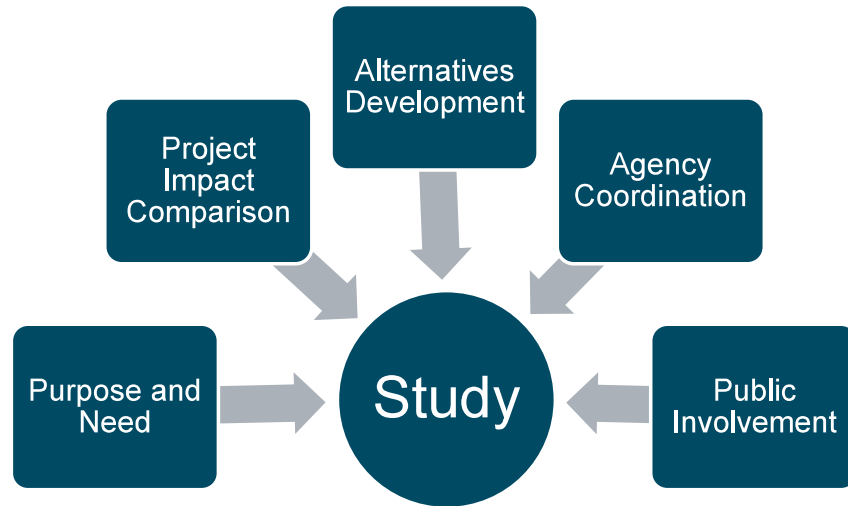 Alternatives
Development
Project
Impact
Comparison
Agency
Coordination
Purpose and
Need
Study
Public
Involvement